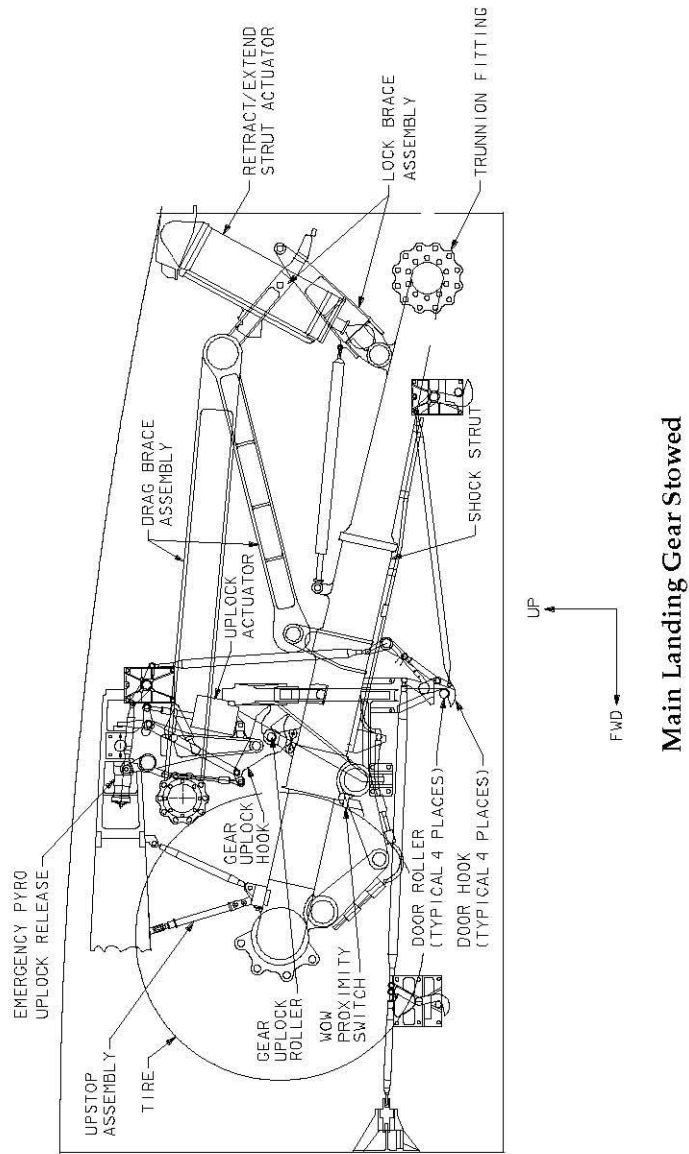 EMERGENCY PYRO
UPLOCK RELEASE
UPSTOP
ASSEMBLY
TIRE
GEAR
UPLOCK
HOOK
GEAR
UPLOCK
ROLLER
WOW
PROXIMITY
SWITCH
DOOR ROLLER
(TYPICAL 4 PLACES)
DOOR HOOK
(TYPICAL 4 PLACES)
DRAG BRACE
ASSEMBLY
UPLOCK
ACTUATOR
RETRACT/EXTEND
STRUT ACTUATOR
LOCK BRACE
ASSEMBLY
TRUNNION FITTING
SHOCK STRUT
UP
FWD
Main Landing Gear Stowed